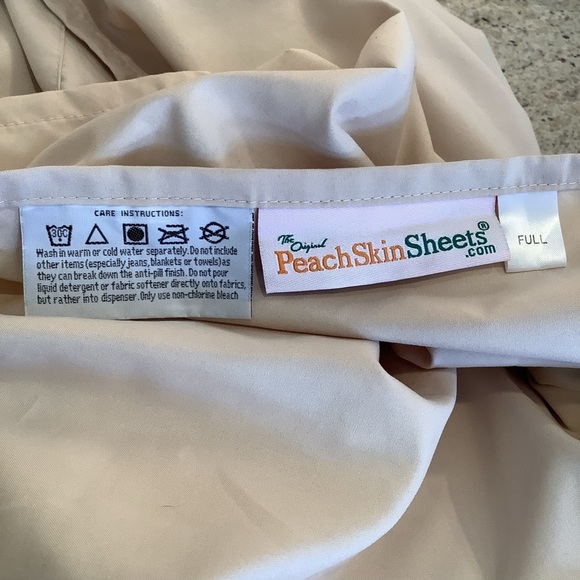 CARE INSTRUCTIONS:
30C
Wash in warm or cold water separately. Do not include
other items (especially jeans, blankets or towels)as
they can break down the anti-pill finish. Do not pour
liquid detergent or fabric softener directly onto fabrics,
but rather into dispenser. Only use non-chlorine bleach
The Original
PeachSkinSheets®
.com
FULL